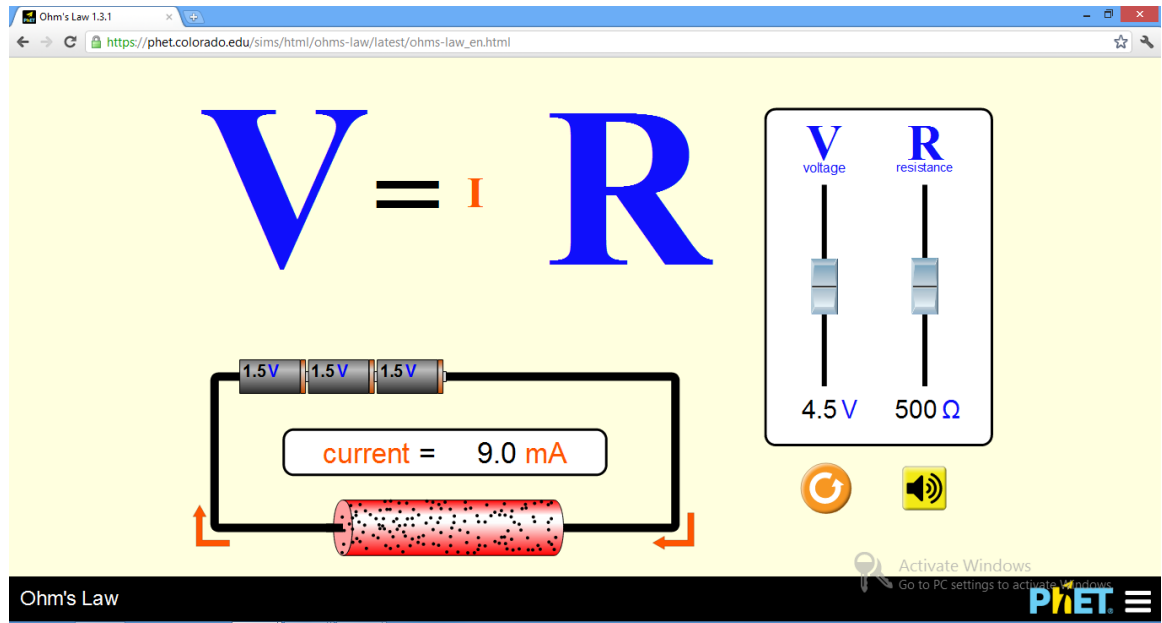 Ohm's Law 1.3.1
https://phet.colorado.edu/sims/html/ohms-law/latest/ohms-law_en.html
V = I R
V R
voltage resistance
4.5 V 500 Ω
1.5 V 1.5 V 1.5 V
current = 9.0 mA
Activate Windows
Go to PC settings to activate Windows.
Ohm's Law
PhET